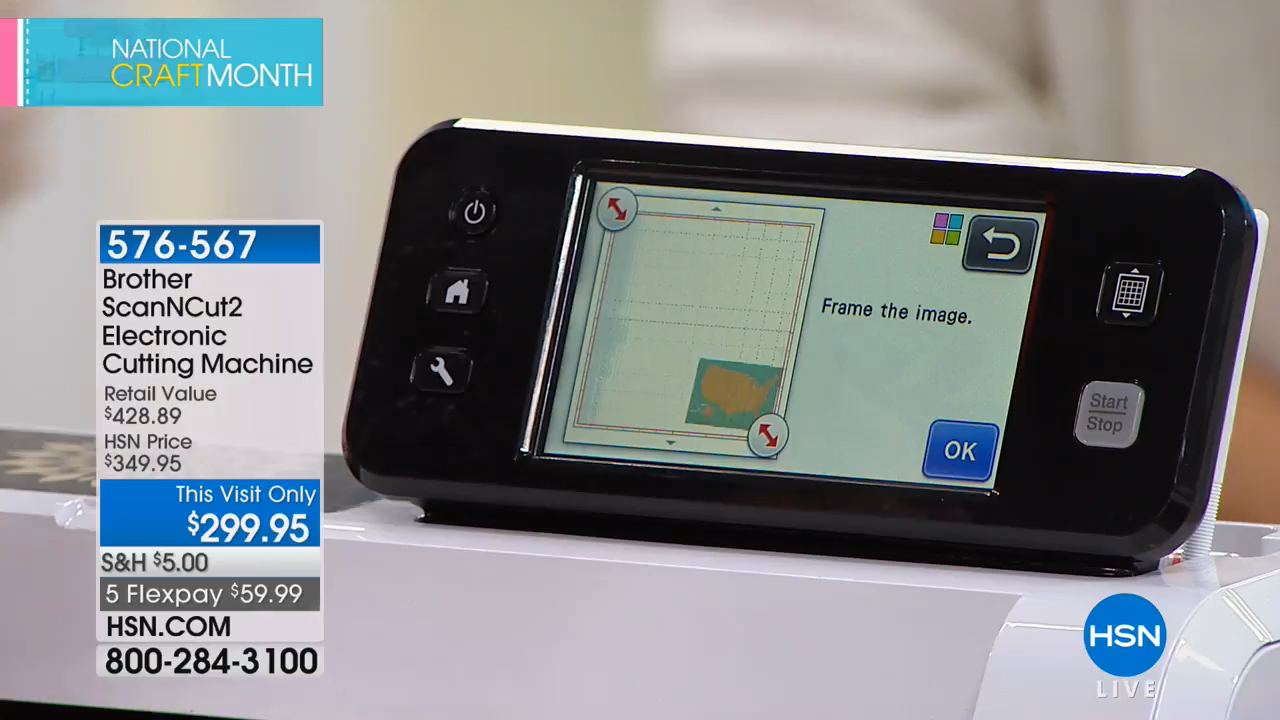 NATIONAL
CRAFTMONTH
576-567
Brother
ScanNCut2
Electronic
Cutting Machine
Retail Value
$428.89
HSN Price
$349.95
This Visit Only
$299.95
S&H $5.00
5 Flexpay $59.99
HSN.COM
800-284-3100
Frame the image.
OK
Start
Stop
HSN
LIVE